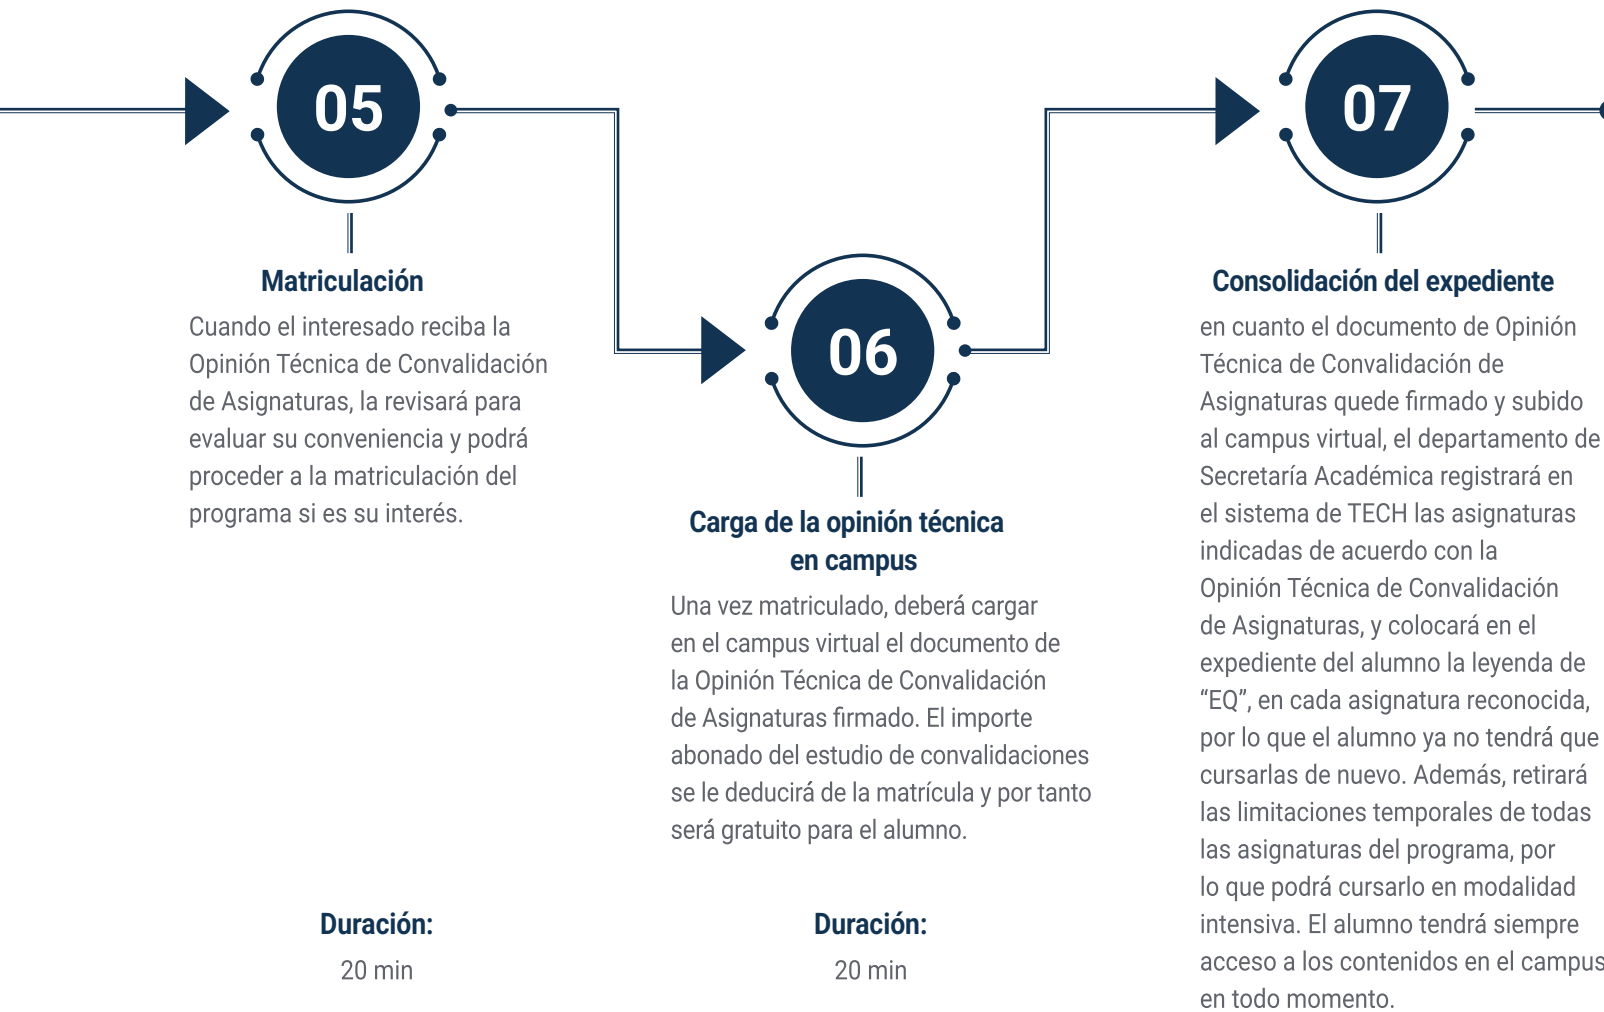 05
Matriculación
Cuando el interesado reciba la
Opinión Técnica de Convalidación
de Asignaturas, la revisará para
evaluar su conveniencia y podrá
proceder a la matriculación del
programa si es su interés.
Duración:
20 min
06
Carga de la opinión técnica
en campus
Una vez matriculado, deberá cargar
en el campus virtual el documento de
la Opinión Técnica de Convalidación
de Asignaturas firmado. El importe
abonado del estudio de convalidaciones
se le deducirá de la matrícula y por tanto
será gratuito para el alumno.
Duración:
20 min
07
Consolidación del expediente
en cuanto el documento de Opinión
Técnica de Convalidación de
Asignaturas quede firmado y subido
al campus virtual, el departamento de
Secretaría Académica registrará en
el sistema de TECH las asignaturas
indicadas de acuerdo con la
Opinión Técnica de Convalidación
de Asignaturas, y colocará en el
expediente del alumno la leyenda de
“EQ”, en cada asignatura reconocida,
por lo que el alumno ya no tendrá que
cursarlas de nuevo. Además, retirará
las limitaciones temporales de todas
las asignaturas del programa, por
lo que podrá cursarlo en modalidad
intensiva. El alumno tendrá siempre
acceso a los contenidos en el campus
en todo momento.